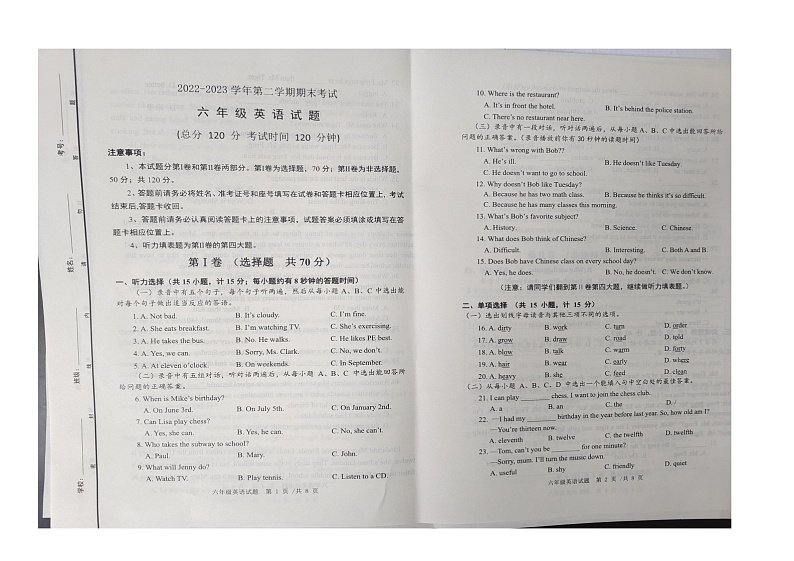 考号：
题
答
姓名：
勿
请
内
班级：
线
封
密
学校：
2022-2023 学年第二学期期末考试
六 年 级 英 语 试 题
(总分 120 分 考试时间 120 分钟)
注意事项：
1、本试题分第Ⅰ卷和第Ⅱ卷两部分。第Ⅰ卷为选择题，70 分；第Ⅱ卷为非选择题，
50 分；共 120 分。
2、答题前请务必将姓名、准考证号和座号填写在试卷和答题卡相应位置上，考试
结束后,答题卡收回。
3、答题前请务必认真阅读答题卡上的注意事项，试题答案必须填涂或填写在答
题卡相应位置。
4、听力填表题为第Ⅱ卷的第四大题。
第Ⅰ卷 （选择题 共 70 分）
一、听力选择（共 15 小题，计 15 分；每小题约有 8 秒钟的答题时间）
（一）录音中有五个句子，每个句子听两遍，然后从每小题 A、B、C 中选出能
对每个句子做出适当反应的答语。
1. A. Not bad. B. It's cloudy. C. I'm fine.
2. A. She eats breakfast. B. I'm watching TV. C. She's exercising.
3. A. He takes the bus. B. No. He walks. C. He likes PE best.
4. A. Yes, we can. B. Sorry, Ms. Clark. C. No, we don't.
5. A. At eleven o'clock. B. On weekends. C. In September.
（二）录音中有五组对话，听对话两遍后，从每小题 A、B、C 中选出能回答所
给问题的正确答案。
6. When is Mike's birthday?
A. On June 3rd. B. On July 5th. C. On January 2nd.
7. Can Lisa play chess?
A. Yes, she can. B. Yes, he can. C. No, she can't.
8. Who takes the subway to school?
A. Paul. B. Mary. C. John.
9. What will Jenny do?
A. Watch TV. B. Play tennis. C. Listen to a CD.
六年级英语试题 第 1 页 /共 8 页
10. Where is the restaurant?
A. It's in front of the hotel. B. It's behind the police station.
C. There's no restaurant near here.
（三）录音中有一段对话，听对话两遍后，从每小题 A、B、C 中选出能回答所给
问题的正确答案。（录音放前你有 30 秒钟的读题时间）
11. What's wrong with Bob??
A. He's ill. B. He doesn't like Tuesday.
C. He doesn't want to go to school.
12. Why doesn't Bob like Tuesday?
A. Because he has two math class. B. Because he thinks it's so difficult.
C. Because he has many classes this morning.
13. What's Bob's favorite subject?
A. History. B. Science. C. Chinese.
14. What does Bob think of Chinese?
A. Difficult. B. Interesting. C. Both A and B.
15. Does Bob have Chinese class on every school day?
A. Yes, he does. B. No, he doesn't. C. We don't know.
（注意：请同学们翻到第Ⅱ卷第四大题，继续做听力填表题。）
二、单项选择 （共 15 小题，计 15 分）
（一）选出划线字母读音与其他三项不同的选项。
16. A. dirty B. work C. turn D. order
17. A. grow B. draw C. road D. told
18. A. blow B. talk C. warm D. forty
19. A. hair B. wear C. early D. where
20. A. heavy B. she C. feed D. clean
（二）从每小题 A、B、C、D 中选出一个能填入句中空白处的最佳答案。
21. I can play ________ chess. I want to join the chess club.
A. a B. an C. the D. /
22. —I had my ________ birthday in the year before last year. So, how old am I?
—You're thirteen now.
A. eleventh B. twelve C. the twelfth D. twelfth
23. —Tom, can't you be ________ for one minute?
—Sorry, mum. I'll turn the music down.
A. useful B. shy C. friendly D. quiet
六年级英语试题 第 2 页 /共 8 页